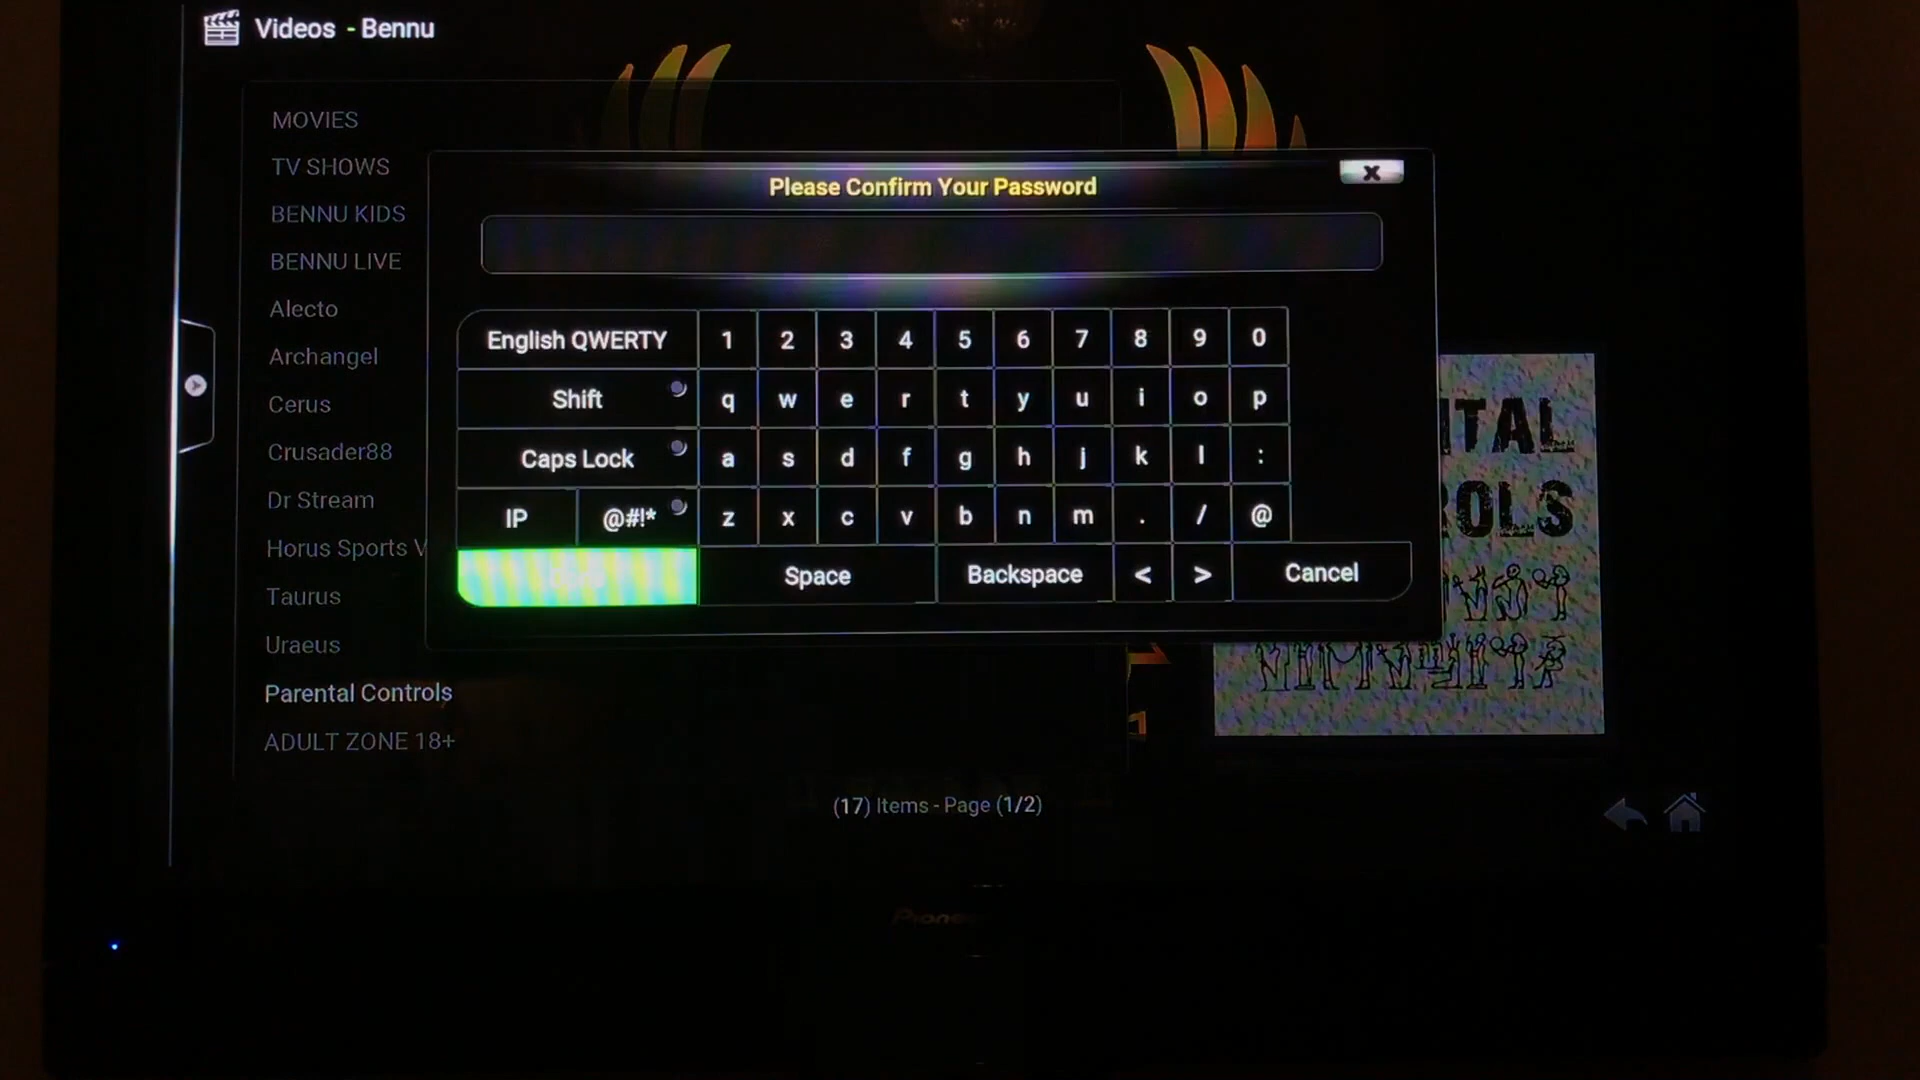 Videos - Bennu
MOVIES
TV SHOWS
BENNU KIDS
BENNU LIVE
Alecto
Archangel
Cerus
Crusader88
Dr Stream
Horus Sports V
Taurus
Uraeus
Parental Controls
ADULT ZONE 18+
Please Confirm Your Password
x
English QWERTY 1 2 3 4 5 6 7 8 9 0
Shift q w e r t y u i o p
Caps Lock a s d f g h j k l :
IP @#!* z x c v b n m . / @
Space Backspace < > Cancel
TAL
ROLS
(17) Items - Page (1/2)